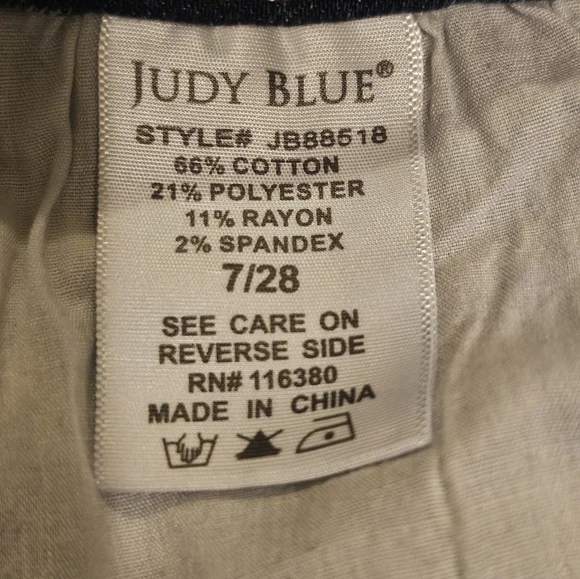 JUDY BLUE®
STYLE# JB88518
66% COTTON
21% POLYESTER
11% RAYON
2% SPANDEX
7/28
SEE CARE ON
REVERSE SIDE
RN# 116380
MADE IN CHINA